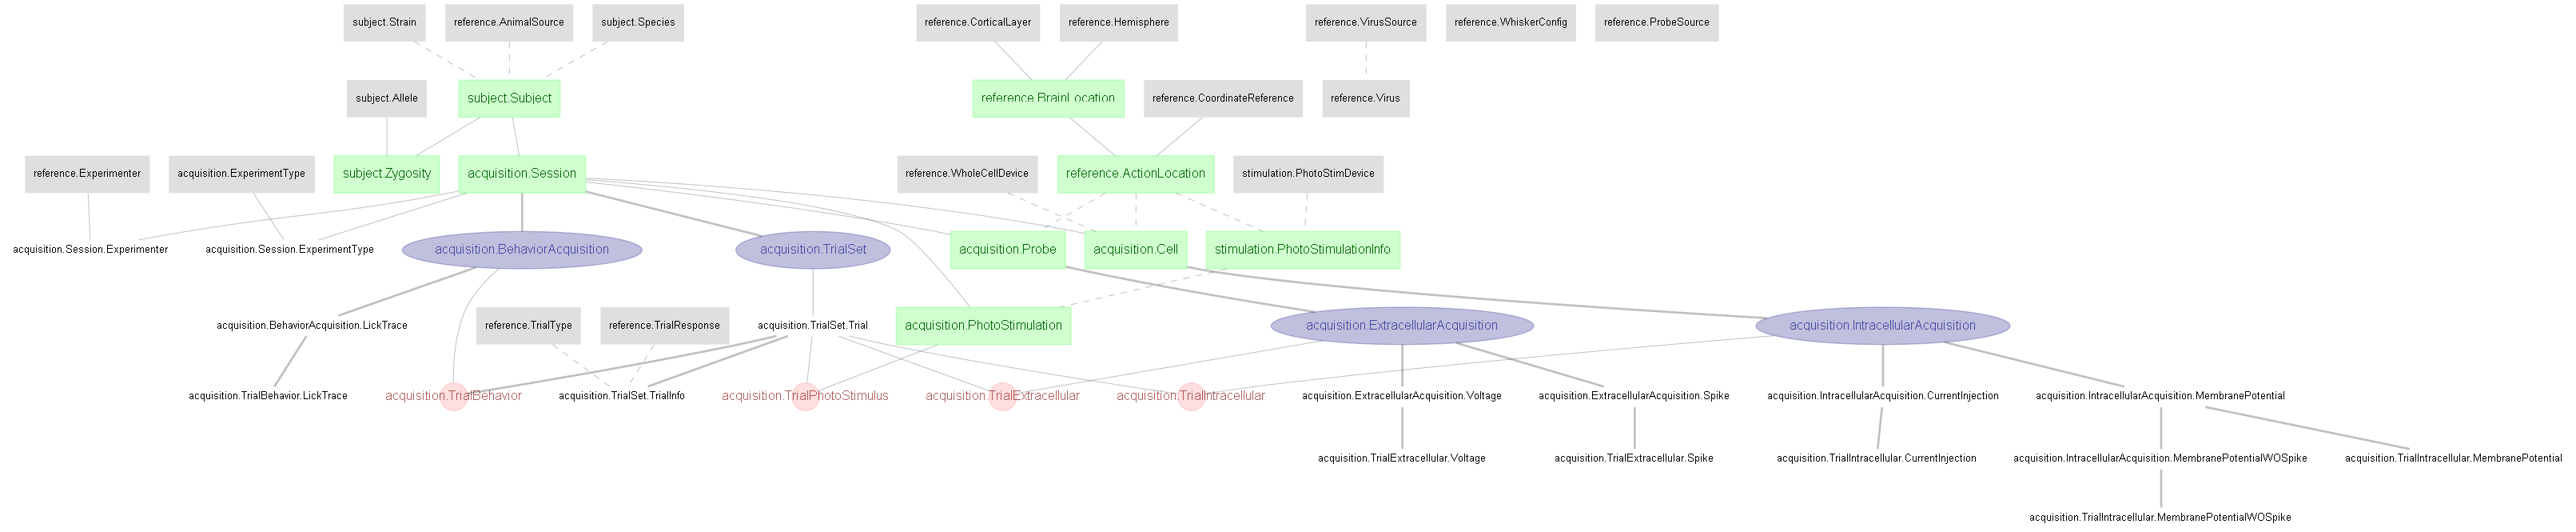 subject.Strain
reference.AnimalSource
subject.Species
reference.CorticalLayer
reference.Hemisphere
reference.VirusSource
reference.WhiskerConfig
reference.ProbeSource
subject.Allele
subject.Subject
reference.BrainLocation
reference.CoordinateReference
reference.Virus
reference.Experimenter
acquisition.ExperimentType
subject.Zygosity
acquisition.Session
reference.WholeCellDevice
reference.ActionLocation
stimulation.PhotoStimDevice
acquisition.Session.Experimenter
acquisition.Session.ExperimentType
acquisition.BehaviorAcquisition
acquisition.TrialSet
acquisition.Probe
acquisition.Cell
stimulation.PhotoStimulationInfo
acquisition.BehaviorAcquisition.LickTrace
reference.TrialType
reference.TrialResponse
acquisition.TrialSet.Trial
acquisition.PhotoStimulation
acquisition.ExtracellularAcquisition
acquisition.IntracellularAcquisition
acquisition.TrialBehavior.LickTrace
acquisition.TrialBehavior
acquisition.TrialSet.TrialInfo
acquisition.TrialPhotoStimulus
acquisition.TrialExtracellular
acquisition.TrialIntracellular
acquisition.ExtracellularAcquisition.Voltage
acquisition.ExtracellularAcquisition.Spike
acquisition.IntracellularAcquisition.CurrentInjection
acquisition.IntracellularAcquisition.MembranePotential
acquisition.TrialExtracellular.Voltage
acquisition.TrialExtracellular.Spike
acquisition.TrialIntracellular.CurrentInjection
acquisition.IntracellularAcquisition.MembranePotentialWOSpike
acquisition.TrialIntracellular.MembranePotential
acquisition.TrialIntracellular.MembranePotentialWOSpike